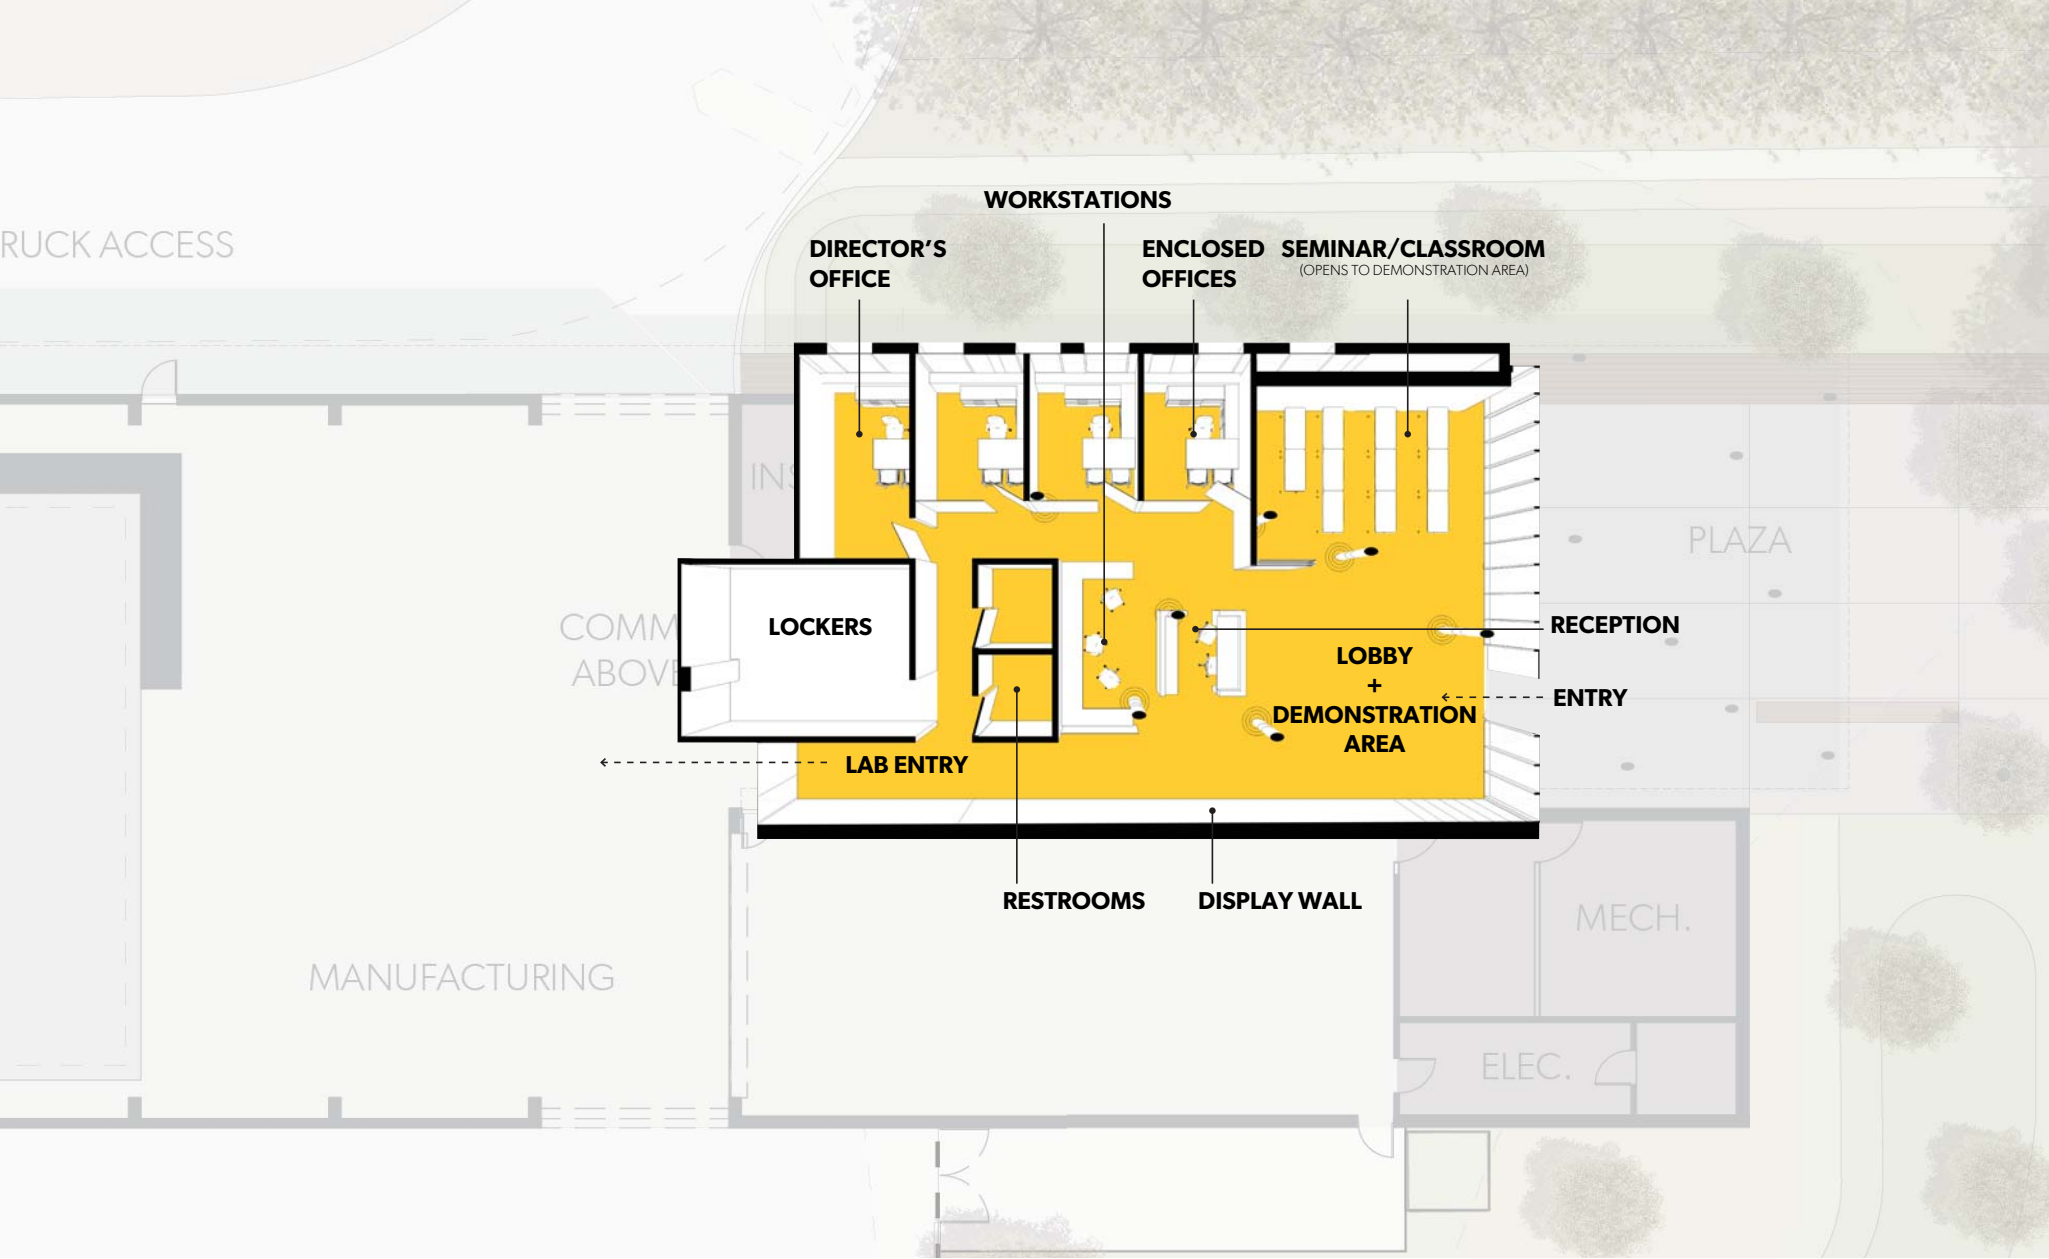 WORKSTATIONS
DIRECTOR'S
OFFICE
ENCLOSED
OFFICES
SEMINAR/CLASSROOM
(OPENS TO DEMONSTRATION AREA)
RUCK ACCESS
INS
PLAZA
COMM
ABOVE
LOCKERS
RECEPTION
LOBBY
+
DEMONSTRATION
AREA
ENTRY
LAB ENTRY
RESTROOMS
DISPLAY WALL
MANUFACTURING
MECH.
ELEC.